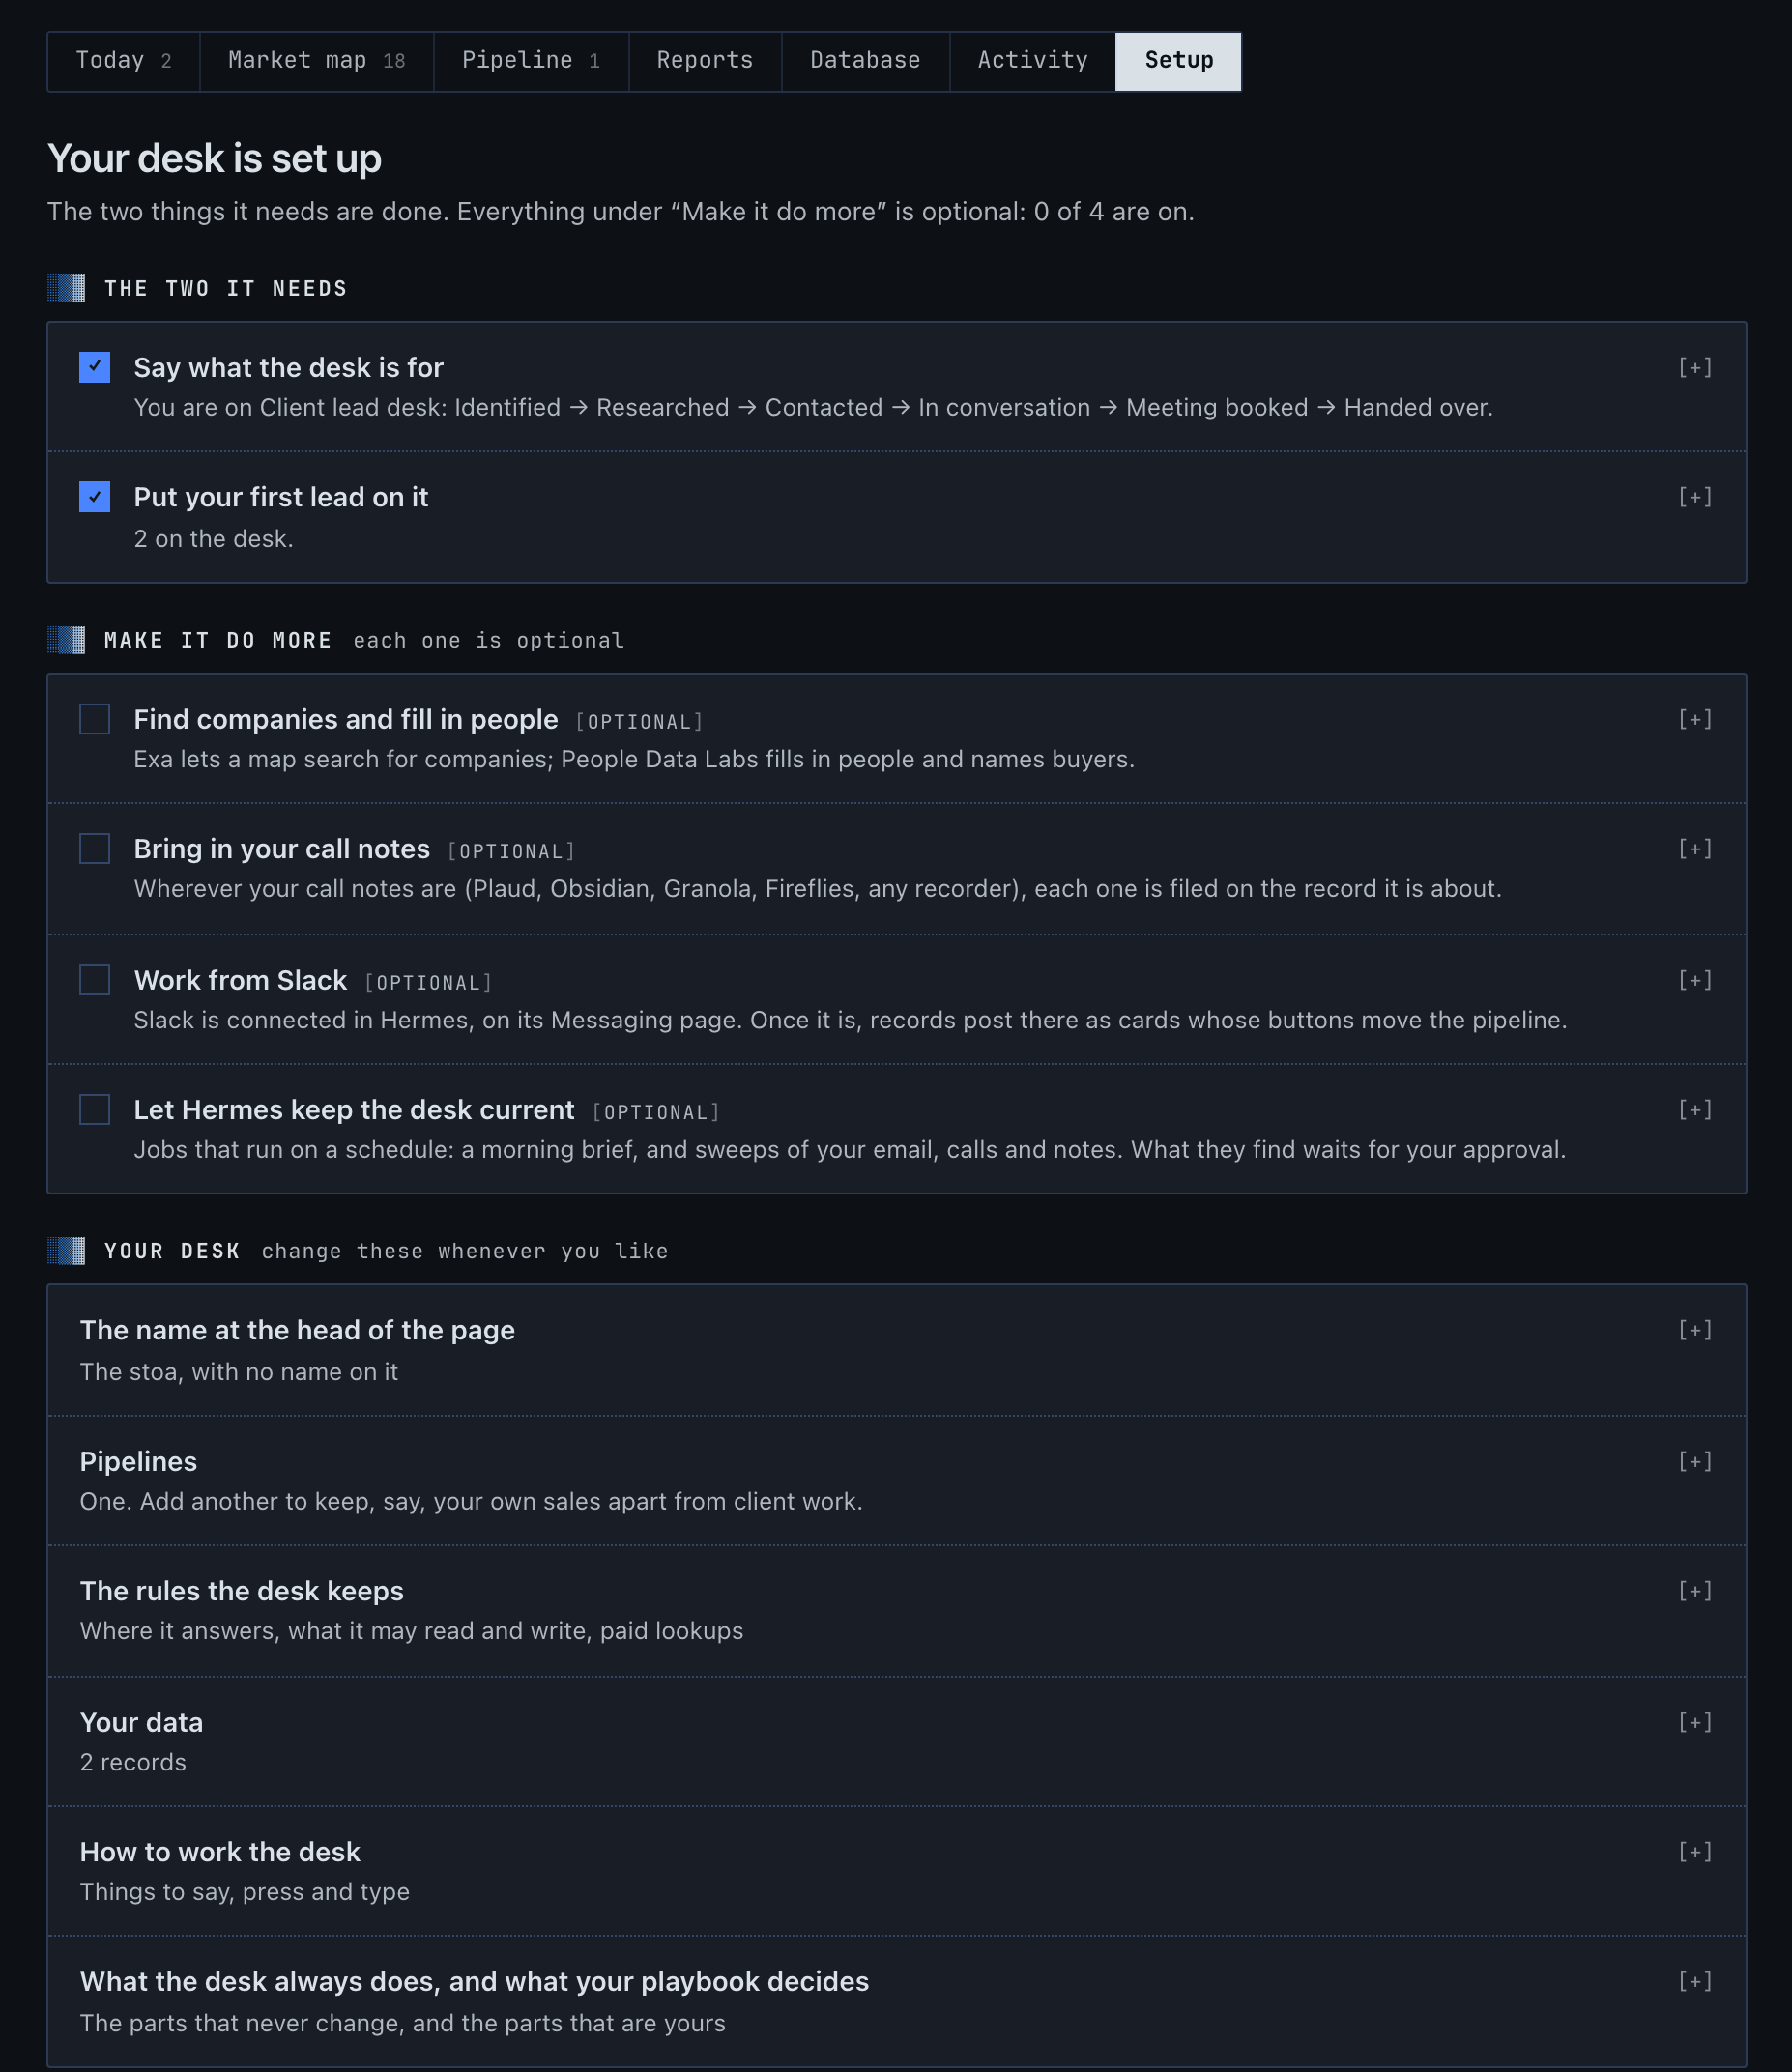 Today 2 Market map 18 Pipeline 1 Reports Database Activity Setup
Your desk is set up
The two things it needs are done. Everything under “Make it do more” is optional: 0 of 4 are on.
THE TWO IT NEEDS
Say what the desk is for [+]
You are on Client lead desk: Identified → Researched → Contacted → In conversation → Meeting booked → Handed over.
Put your first lead on it [+]
2 on the desk.
MAKE IT DO MORE each one is optional
Find companies and fill in people [OPTIONAL] [+]
Exa lets a map search for companies; People Data Labs fills in people and names buyers.
Bring in your call notes [OPTIONAL] [+]
Wherever your call notes are (Plaud, Obsidian, Granola, Fireflies, any recorder), each one is filed on the record it is about.
Work from Slack [OPTIONAL] [+]
Slack is connected in Hermes, on its Messaging page. Once it is, records post there as cards whose buttons move the pipeline.
Let Hermes keep the desk current [OPTIONAL] [+]
Jobs that run on a schedule: a morning brief, and sweeps of your email, calls and notes. What they find waits for your approval.
YOUR DESK change these whenever you like
The name at the head of the page [+]
The stoa, with no name on it
Pipelines [+]
One. Add another to keep, say, your own sales apart from client work.
The rules the desk keeps [+]
Where it answers, what it may read and write, paid lookups
Your data [+]
2 records
How to work the desk [+]
Things to say, press and type
What the desk always does, and what your playbook decides [+]
The parts that never change, and the parts that are yours